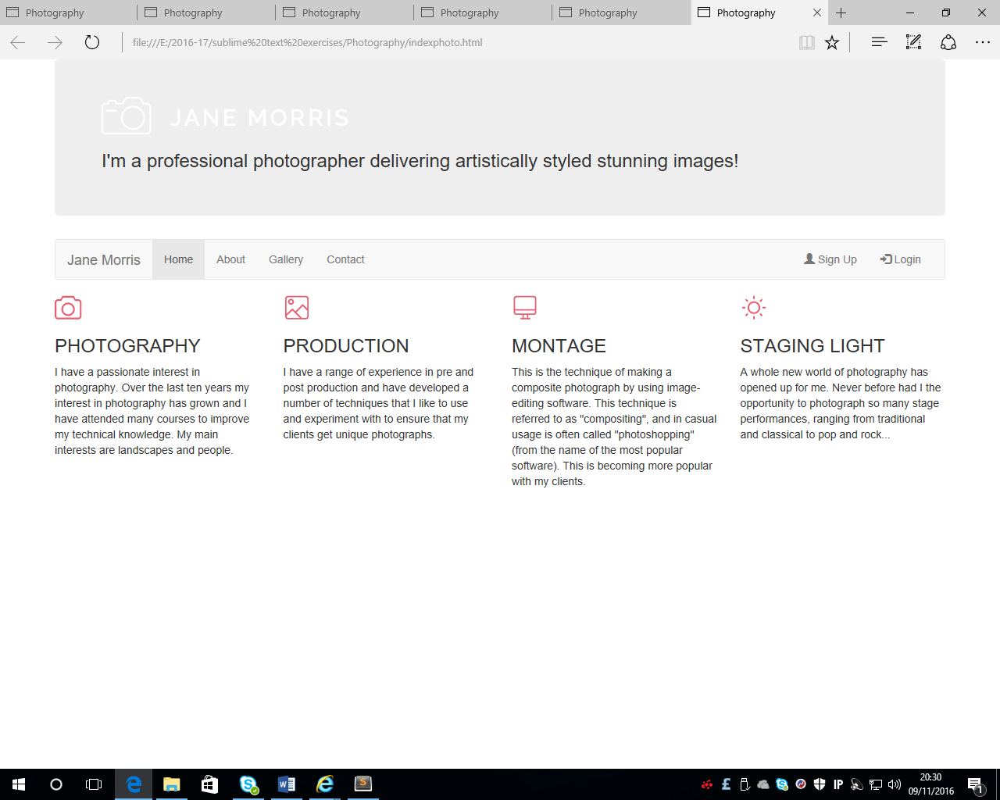 Photography
Photography
Photography
Photography
Photography
Photography
file:///E:/2016-17/sublime%20text%20exercises/Photography/indexphoto.html
JANE MORRIS
I'm a professional photographer delivering artistically styled stunning images!
Jane Morris Home About Gallery Contact Sign Up Login
PHOTOGRAPHY
I have a passionate interest in
photography. Over the last ten years my
interest in photography has grown and I
have attended many courses to improve
my technical knowledge. My main
interests are landscapes and people.
PRODUCTION
I have a range of experience in pre and
post production and have developed a
number of techniques that I like to use
and experiment with to ensure that my
clients get unique photographs.
MONTAGE
This is the technique of making a
composite photograph by using image-
editing software. This technique is
referred to as "compositing", and in casual
usage is often called "photoshopping"
(from the name of the most popular
software). This is becoming more popular
with my clients.
STAGING LIGHT
A whole new world of photography has
opened up for me. Never before had I the
opportunity to photograph so many stage
performances, ranging from traditional
and classical to pop and rock...
IP
20:30
09/11/2016
1